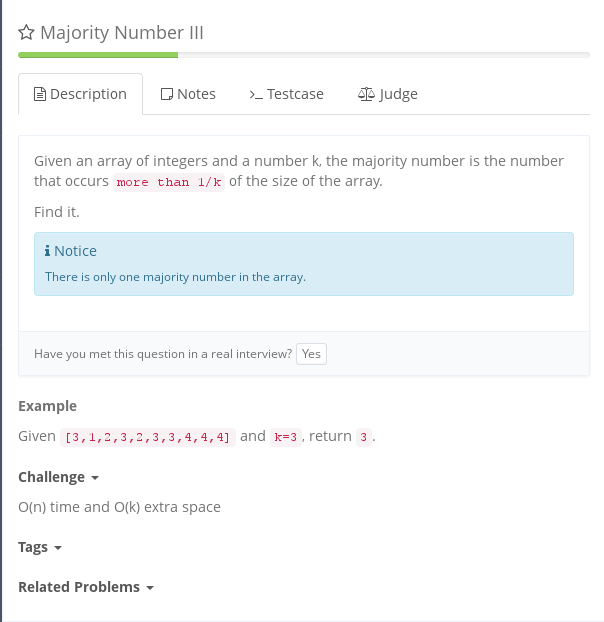 Majority Number III
Description
Notes
>_ Testcase
Judge
Given an array of integers and a number k, the majority number is the number
that occurs more than 1/k of the size of the array.
Find it.
Notice
There is only one majority number in the array.
Have you met this question in a real interview? Yes
Example
Given [3,1,2,3,2,3,3,4,4,4] and k=3, return 3.
Challenge
O(n) time and O(k) extra space
Tags
Related Problems